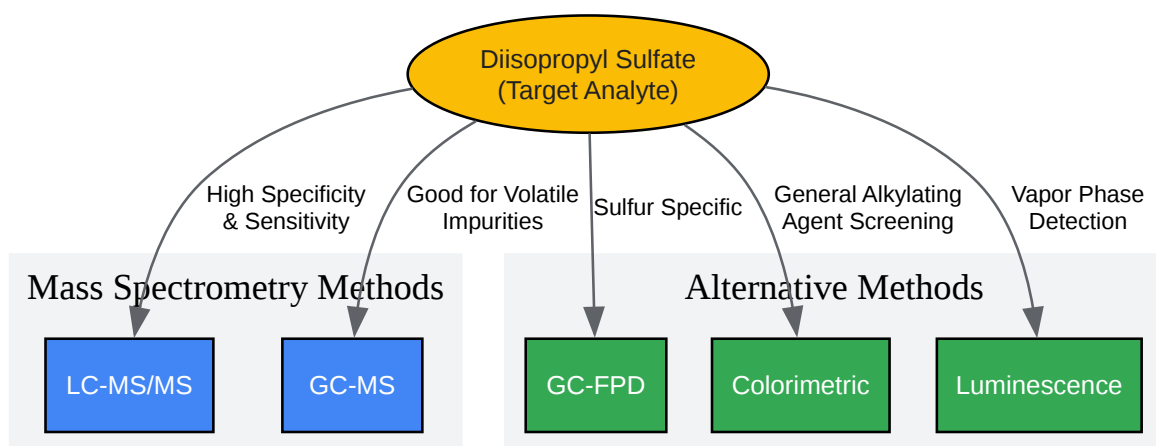 Diisopropyl Sulfate
(Target Analyte)
High Specificity
& Sensitivity
Good for Volatile
Impurities
Sulfur Specific
General Alkylating
Agent Screening
Vapor Phase
Detection
Mass Spectrometry Methods
Alternative Methods
LC-MS/MS
GC-MS
GC-FPD
Colorimetric
Luminescence